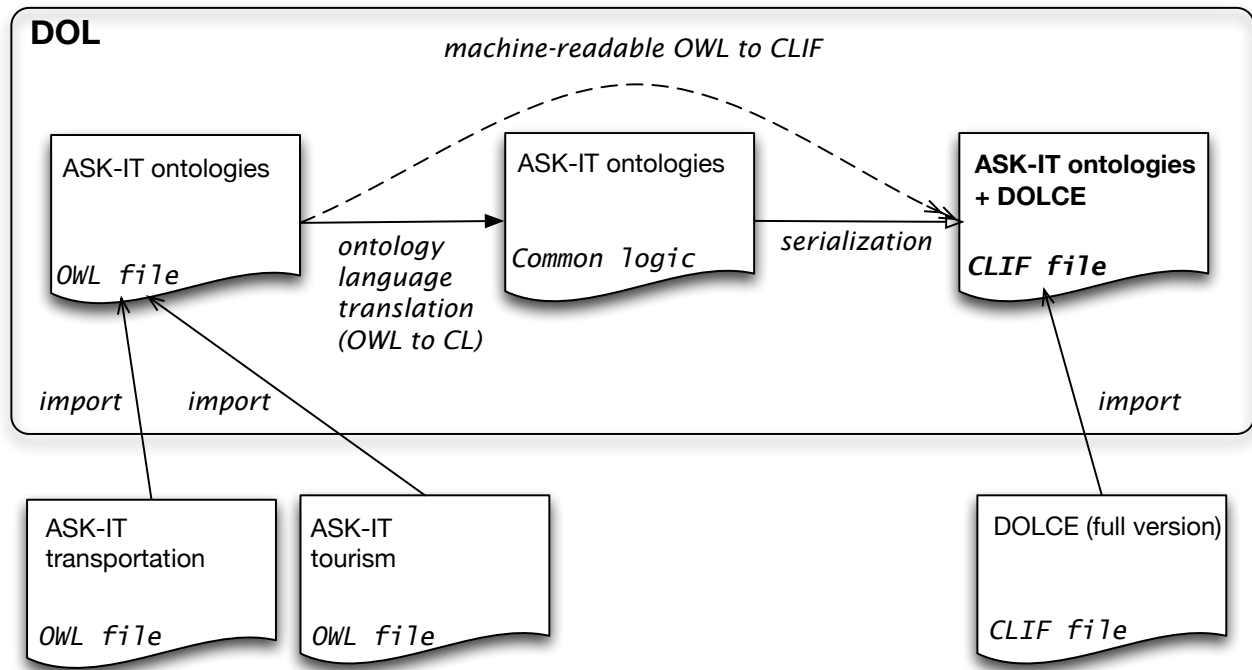 DOL
machine-readable OWL to CLIF
ASK-IT ontologies
OWL file
ontology
language
translation
(OWL to CL)
ASK-IT ontologies
Common logic
serialization
ASK-IT ontologies
+ DOLCE
CLIF file
import
import
import
ASK-IT
transportation
OWL file
ASK-IT
tourism
OWL file
DOLCE (full version)
CLIF file